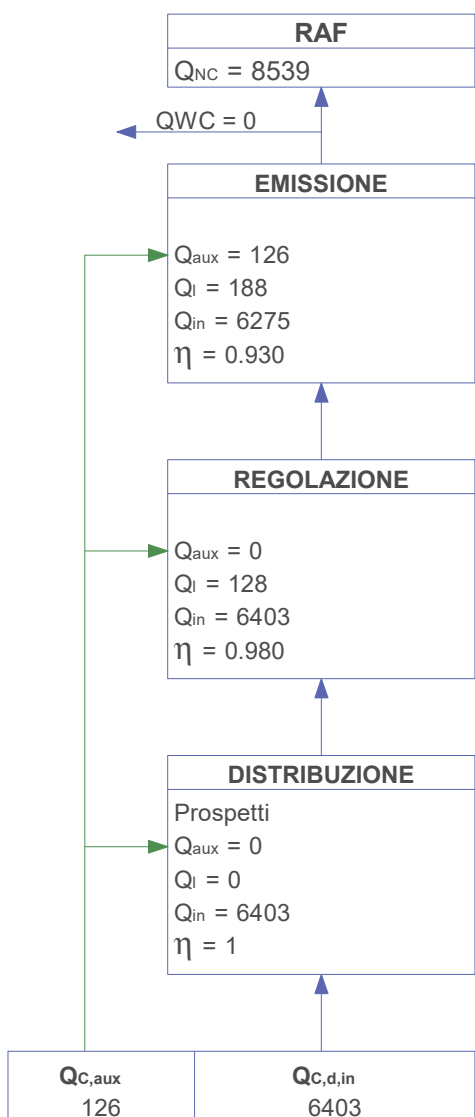 RAF
QNC = 8539
QWC = 0
EMISSIONE
Qaux = 126
Ql = 188
Qin = 6275
η = 0.930
REGOLAZIONE
Qaux = 0
Ql = 128
Qin = 6403
η = 0.980
DISTRIBUZIONE
Prospetti
Qaux = 0
Ql = 0
Qin = 6403
η = 1
QC,aux QC,d,in
126 6403